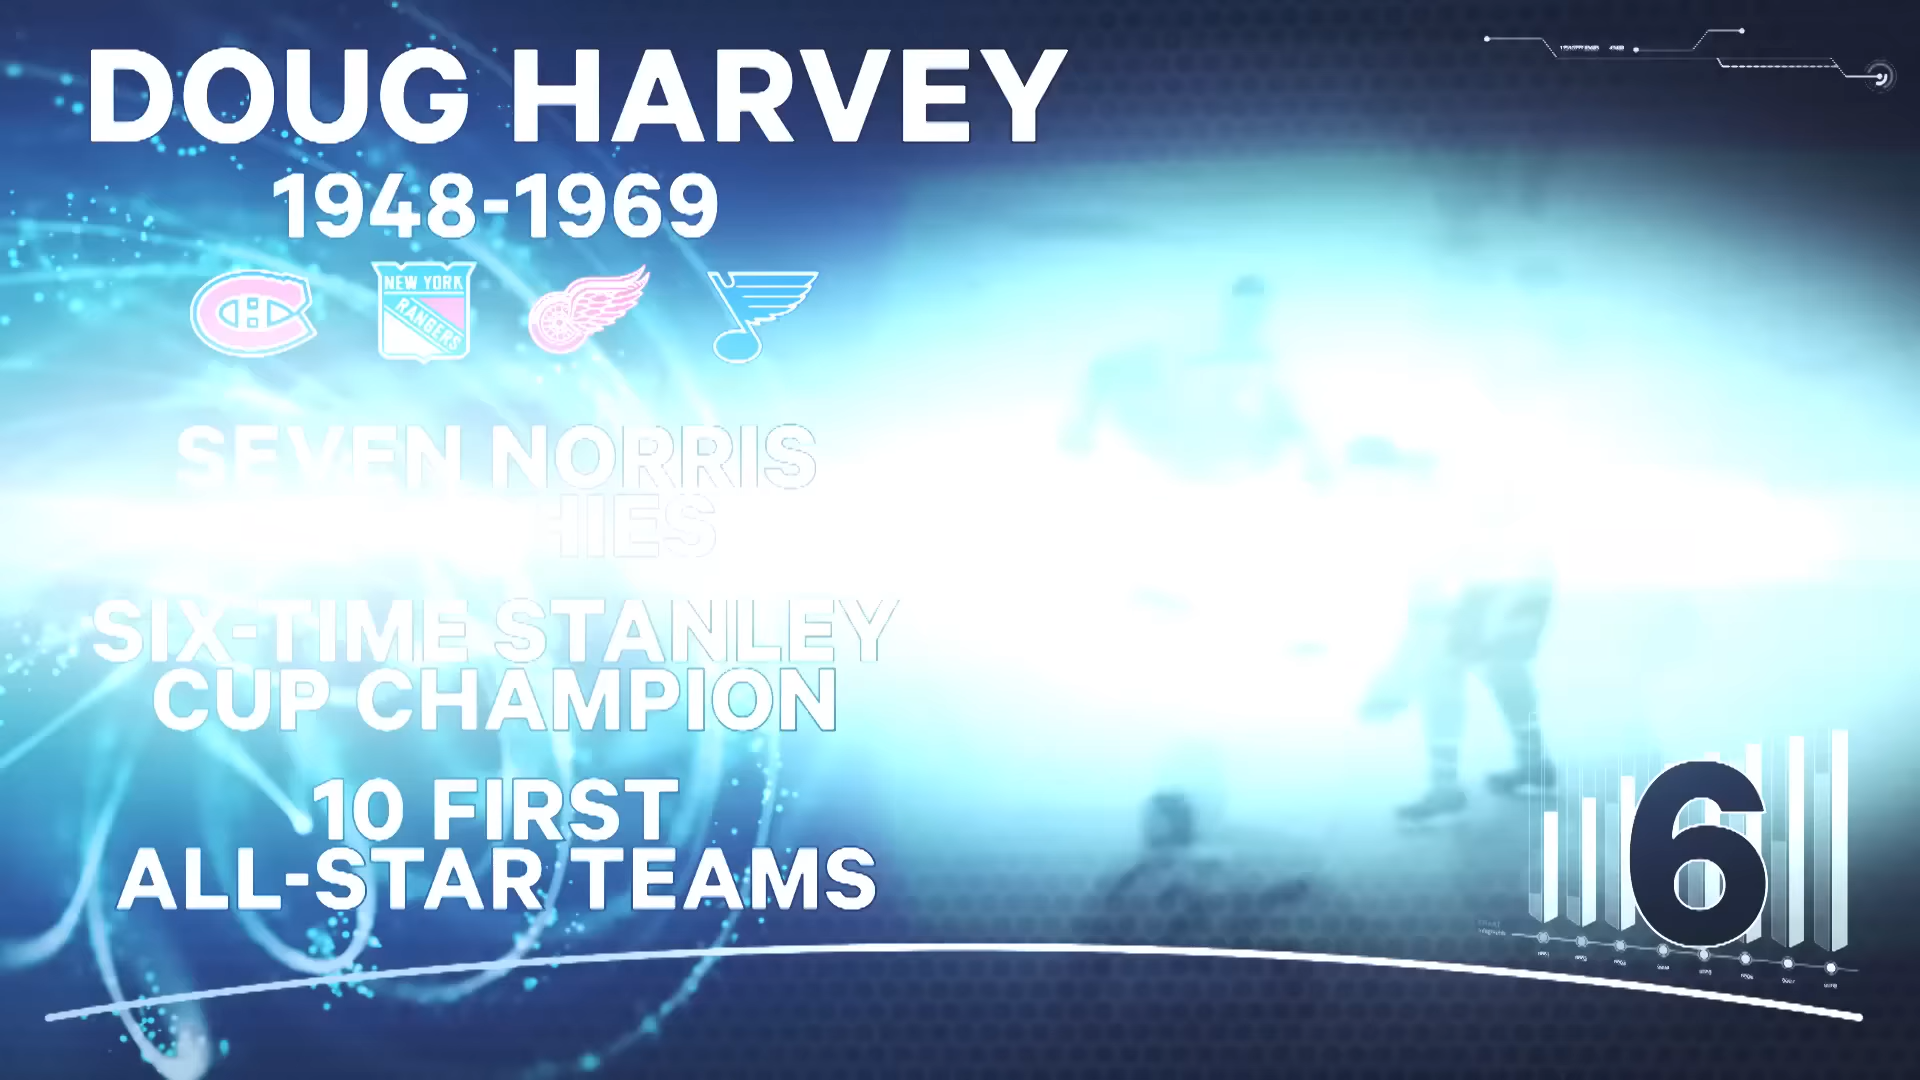 DOUG HARVEY
1948-1969
NEW YORK
RANGERS
SEVEN NORRIS
SIX-TIME STANLEY
CUP CHAMPION
10 FIRST
ALL-STAR TEAMS
6